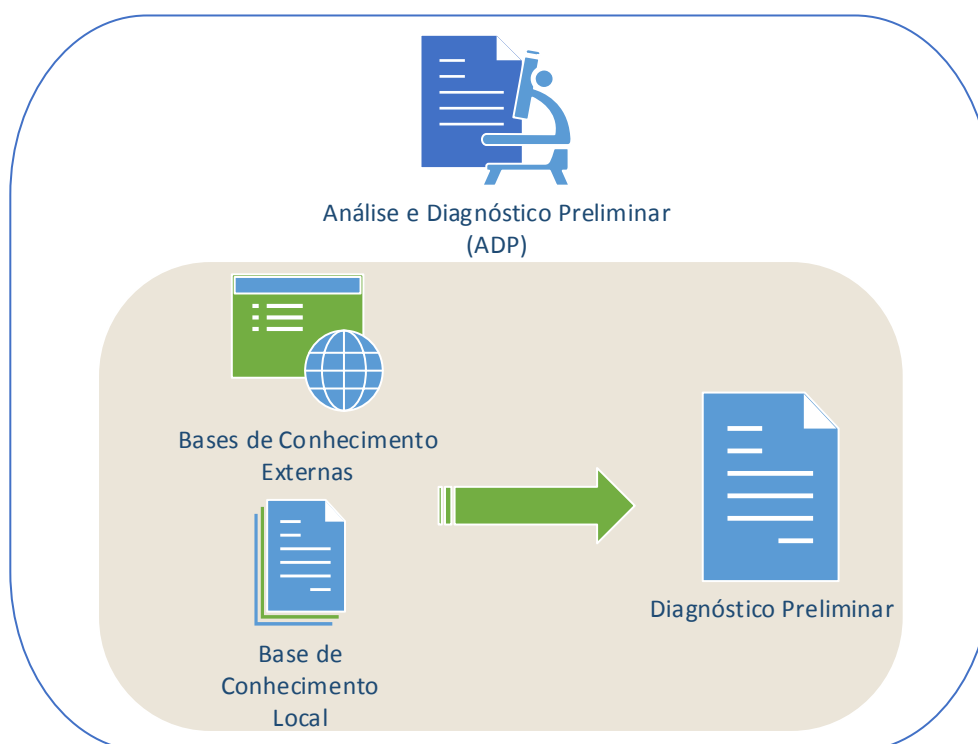 Análise e Diagnóstico Preliminar
(ADP)
Bases de Conhecimento
Externas
Base de
Conhecimento
Local
Diagnóstico Preliminar